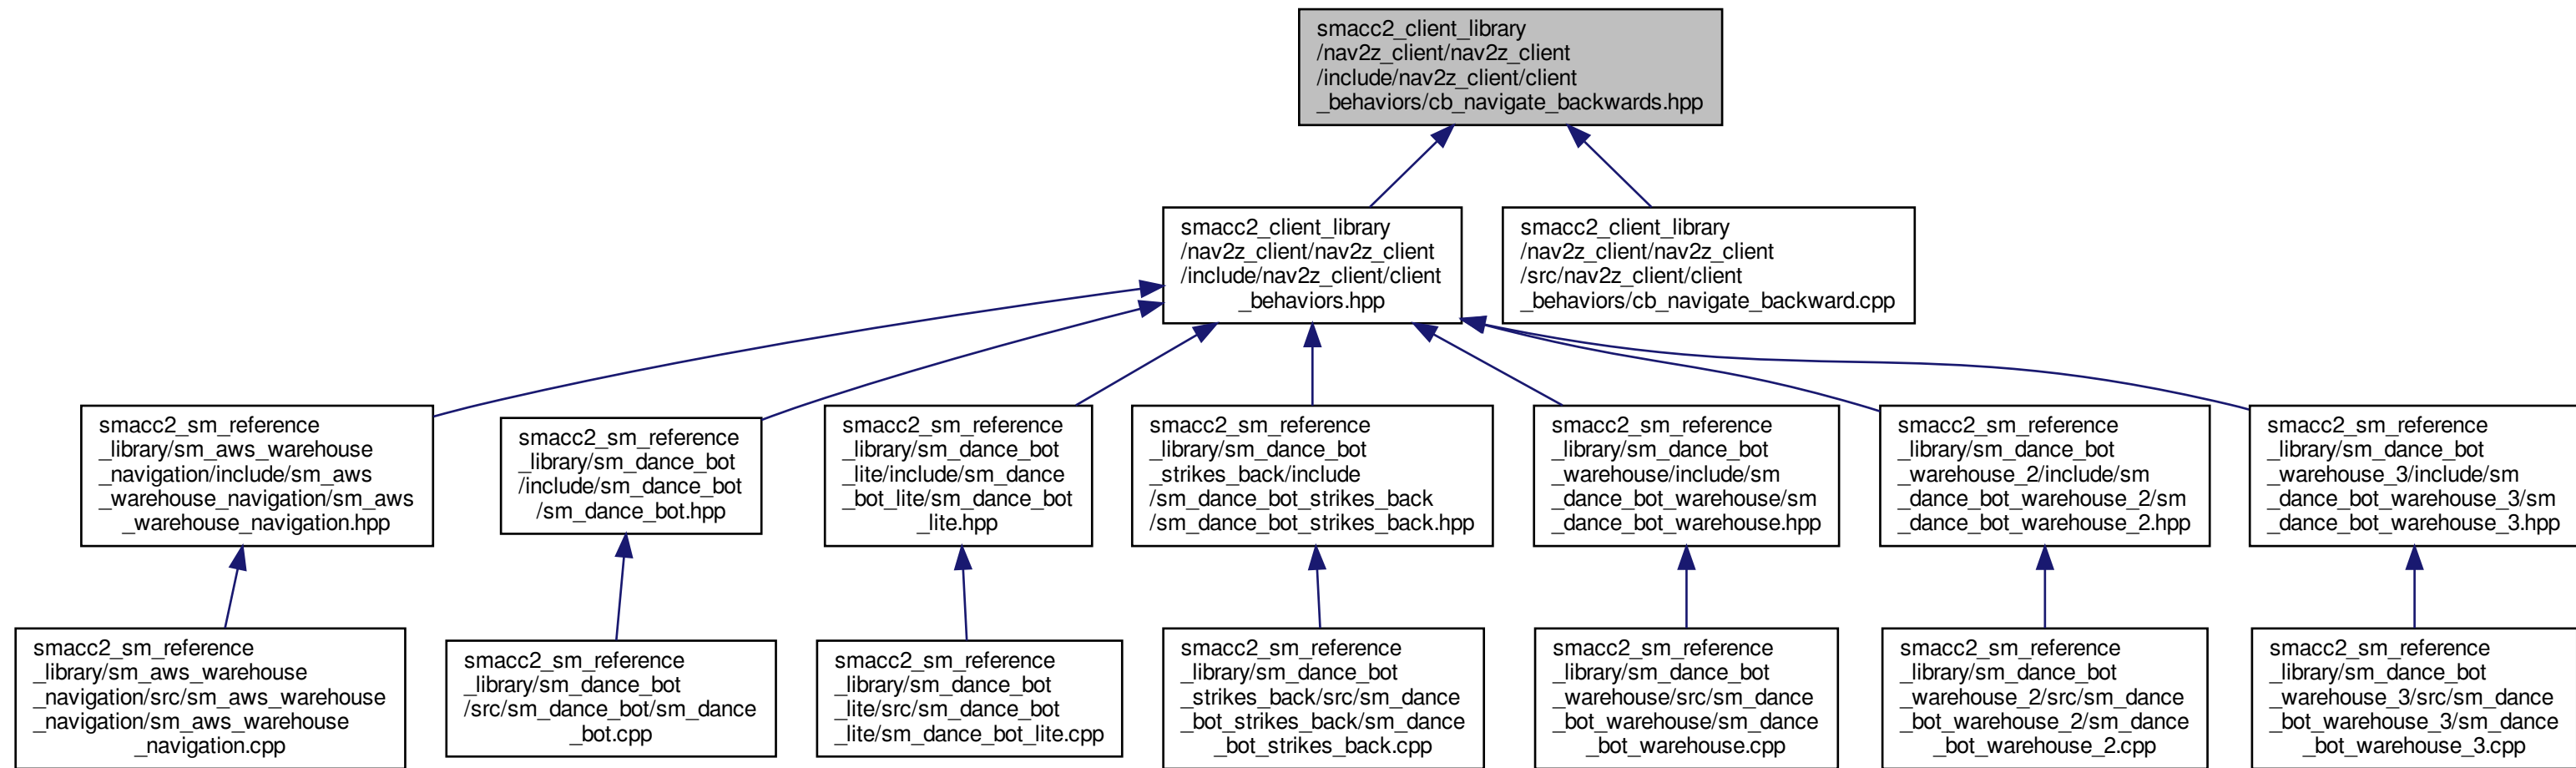 smacc2_client_library
/nav2z_client/nav2z_client
/include/nav2z_client/client
_behaviors/cb_navigate_backwards.hpp
smacc2_client_library
/nav2z_client/nav2z_client
/include/nav2z_client/client
_behaviors.hpp
smacc2_client_library
/nav2z_client/nav2z_client
/src/nav2z_client/client
_behaviors/cb_navigate_backward.cpp
smacc2_sm_reference
_library/sm_aws_warehouse
_navigation/include/sm_aws
_warehouse_navigation/sm_aws
_warehouse_navigation.hpp
smacc2_sm_reference
_library/sm_dance_bot
/include/sm_dance_bot
/sm_dance_bot.hpp
smacc2_sm_reference
_library/sm_dance_bot
_lite/include/sm_dance
_bot_lite/sm_dance_bot
_lite.hpp
smacc2_sm_reference
_library/sm_dance_bot
_strikes_back/include
/sm_dance_bot_strikes_back
/sm_dance_bot_strikes_back.hpp
smacc2_sm_reference
_library/sm_dance_bot
_warehouse/include/sm
_dance_bot_warehouse/sm
_dance_bot_warehouse.hpp
smacc2_sm_reference
_library/sm_dance_bot
_warehouse_2/include/sm
_dance_bot_warehouse_2/sm
_dance_bot_warehouse_2.hpp
smacc2_sm_reference
_library/sm_dance_bot
_warehouse_3/include/sm
_dance_bot_warehouse_3/sm
_dance_bot_warehouse_3.hpp
smacc2_sm_reference
_library/sm_aws_warehouse
_navigation/src/sm_aws_warehouse
_navigation/sm_aws_warehouse
_navigation.cpp
smacc2_sm_reference
_library/sm_dance_bot
/src/sm_dance_bot/sm_dance
_bot.cpp
smacc2_sm_reference
_library/sm_dance_bot
_lite/src/sm_dance_bot
_lite/sm_dance_bot_lite.cpp
smacc2_sm_reference
_library/sm_dance_bot
_strikes_back/src/sm_dance
_bot_strikes_back/sm_dance
_bot_strikes_back.cpp
smacc2_sm_reference
_library/sm_dance_bot
_warehouse/src/sm_dance
_bot_warehouse/sm_dance
_bot_warehouse.cpp
smacc2_sm_reference
_library/sm_dance_bot
_warehouse_2/src/sm_dance
_bot_warehouse_2/sm_dance
_bot_warehouse_2.cpp
smacc2_sm_reference
_library/sm_dance_bot
_warehouse_3/src/sm_dance
_bot_warehouse_3/sm_dance
_bot_warehouse_3.cpp